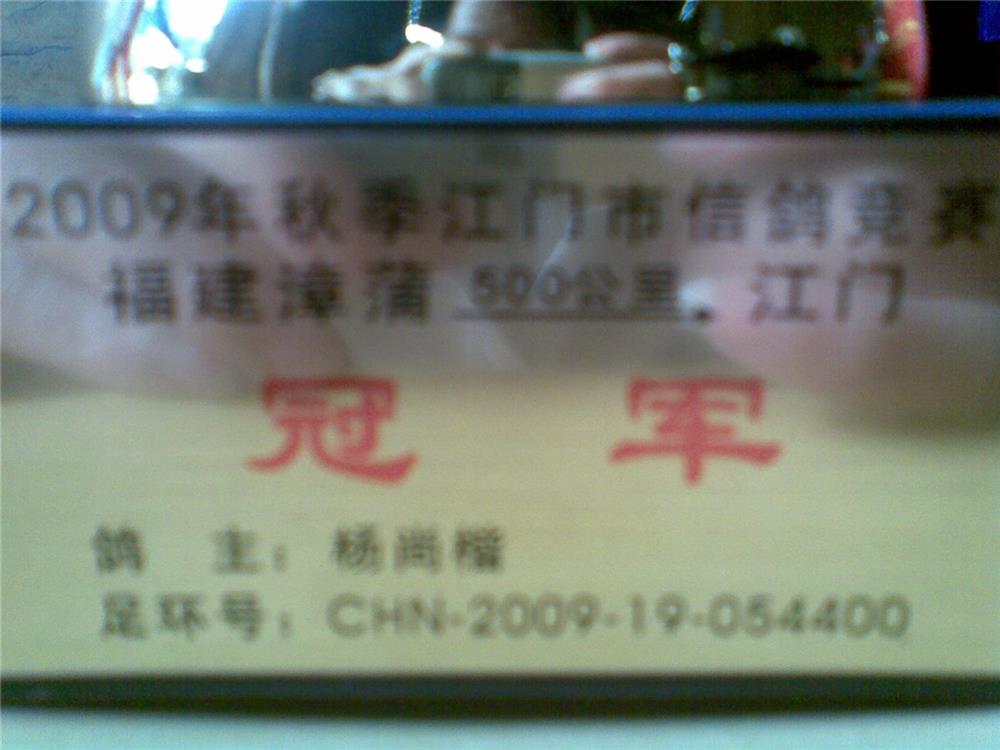 2009年秋季江门市信鸽竞赛
福建漳蒲 500公里 江门
冠 军
鸽 主：杨尚楷
足环号：CHN-2009-19-054400